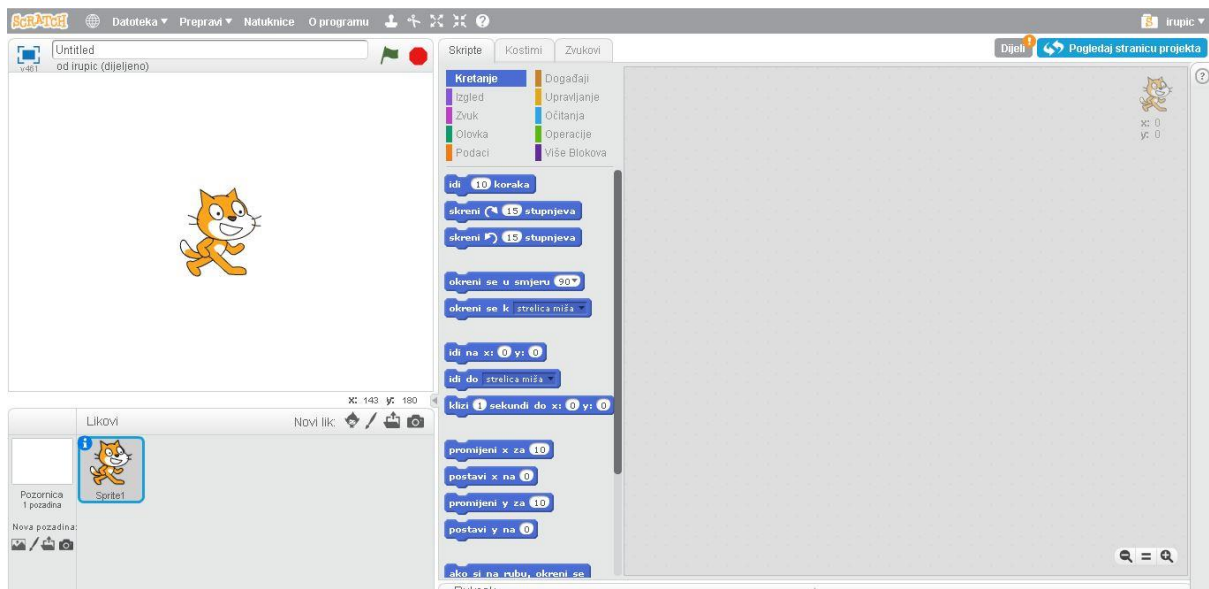 SCRATCH Datoteka Prepravi Natuknice O programu irupic
Untitled
od irupic (dijeljeno)
v461
Skripte Kostimi Zvukovi
Dijeli Pogledaj stranicu projekta
Kretanje Događaji
Izgled Upravljanje
Zvuk Očitanja
Olovka Operacije
Podaci Više Blokova
idi 10 koraka
skreni 15 stupnjeva
skreni 15 stupnjeva
okreni se u smjeru 90
okreni se k strelica miša
idi na x: 0 y: 0
idi do strelica miša
klizi 1 sekundi do x: 0 y: 0
promijeni x za 10
postavi x na 0
promijeni y za 10
postavi y na 0
ako si na rubu, okreni se
x: 0
y: 0
?
x: 143 y: 180
Likovi Novi lik:
Sprite1
Pozornica
1 pozadina
Nova pozadina: